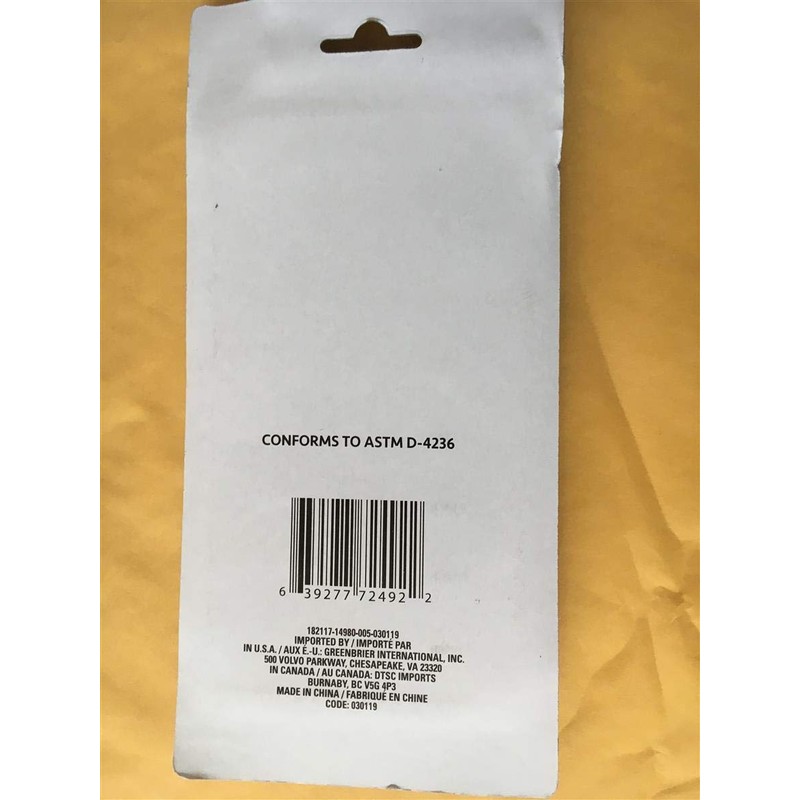 CONFORMS TO ASTM D-4236
6 39277 72492 2
182117-14980-005-030119
IMPORTED BY / IMPORTÉ PAR
IN U.S.A. / AUX É.-U.: GREENBRIER INTERNATIONAL, INC.
500 VOLVO PARKWAY, CHESAPEAKE, VA 23320
IN CANADA / AU CANADA: DTSC IMPORTS
BURNABY, BC V5G 4P3
MADE IN CHINA / FABRIQUÉ EN CHINE
CODE: 030119